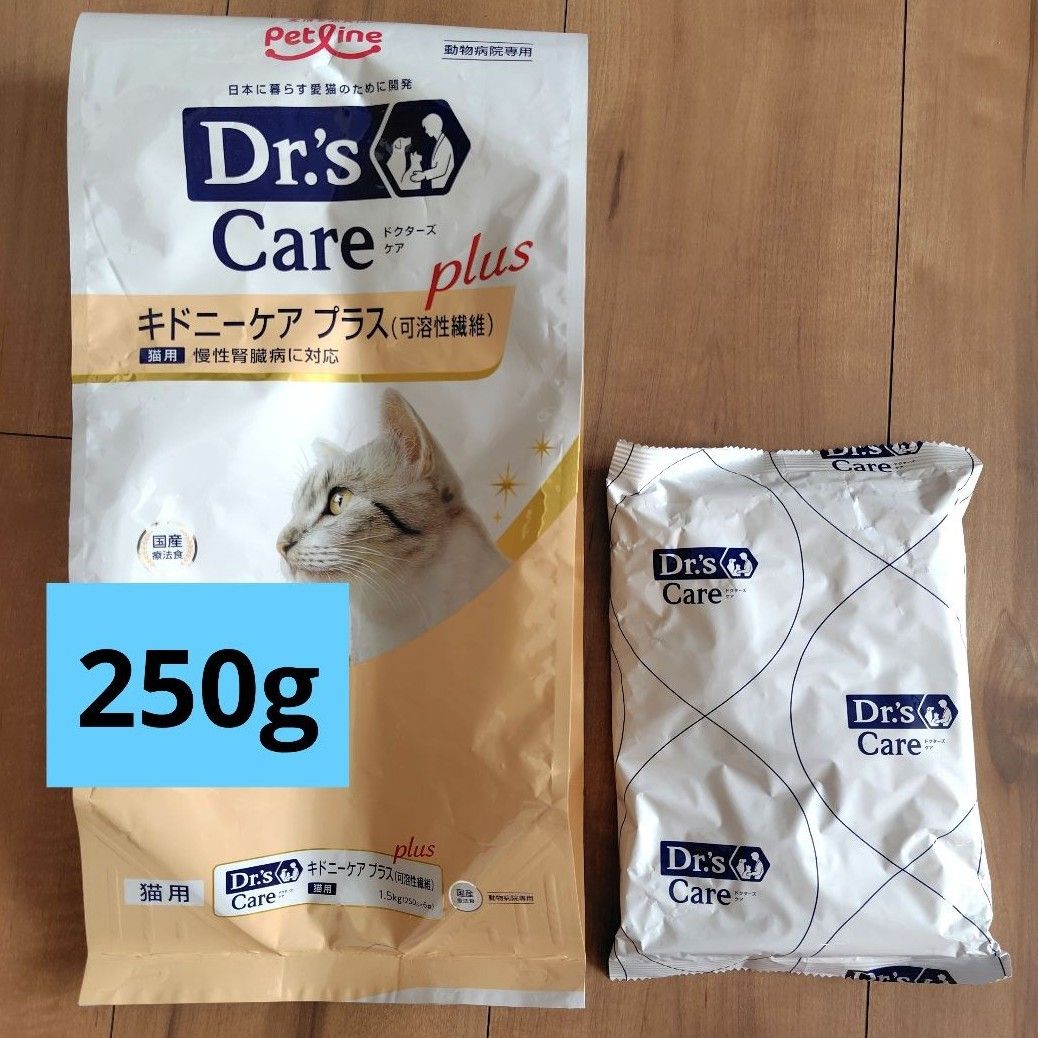 Petline
動物病院専用
日本に暮らす愛猫のために開発
Dr.'s
Care
ドクターズ
ケア
plus
キドニーケア プラス(可溶性繊維)
猫用 慢性腎臓病に対応
国産
療法食
250g
猫用
Dr.'s
Care
plus
キドニーケア プラス(可溶性繊維)
猫用
1.5kg(250g×6袋)
国産
療法食
動物病院専用
Dr.'s
Care
Dr.'s
Care
ドクターズ
ケア
Dr.'s
Care
ドクターズ
ケア
Dr.'s
Care
ドクターズ
ケア
Dr.'s